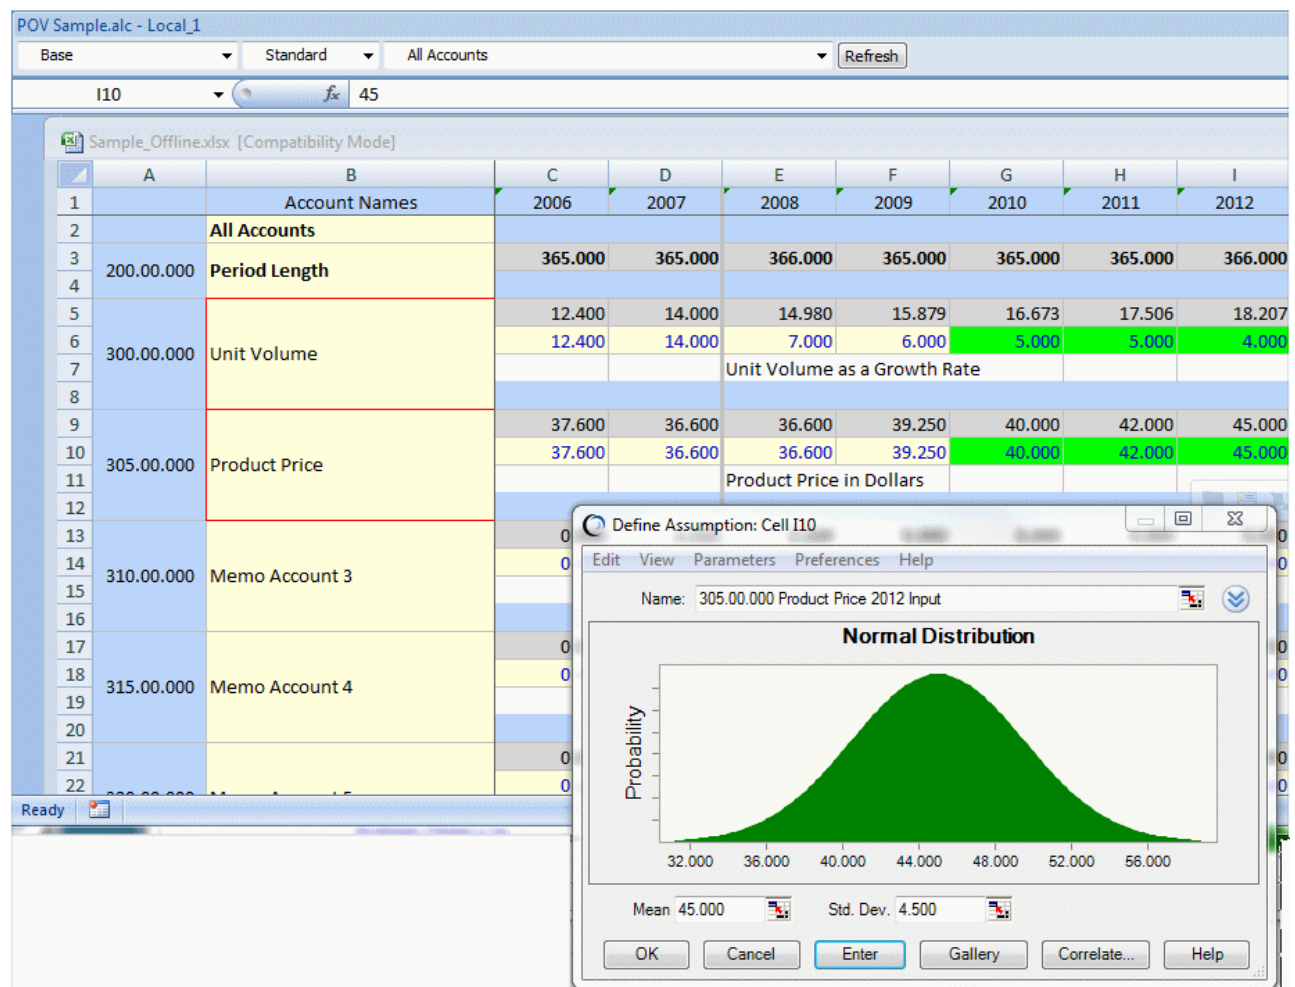 POV Sample.alc - Local_1
Base Standard All Accounts Refresh
I10 fx 45
Sample_Offline.xlsx [Compatibility Mode]
A B C D E F G H I
1 Account Names 2006 2007 2008 2009 2010 2011 2012
2 All Accounts
3 365.000 365.000 366.000 365.000 365.000 365.000 366.000
200.00.000 Period Length
4
5 12.400 14.000 14.980 15.879 16.673 17.506 18.207
6 12.400 14.000 7.000 6.000 5.000 5.000 4.000
300.00.000 Unit Volume
7 Unit Volume as a Growth Rate
8
9 37.600 36.600 36.600 39.250 40.000 42.000 45.000
10 37.600 36.600 36.600 39.250 40.000 42.000 45.000
305.00.000 Product Price
11 Product Price in Dollars
12
13
14
310.00.000 Memo Account 3
15
16
17
18
315.00.000 Memo Account 4
19
20
21
22
Ready
Define Assumption: Cell I10
Edit View Parameters Preferences Help
Name: 305.00.000 Product Price 2012 Input
Normal Distribution
Probability
32.000 36.000 40.000 44.000 48.000 52.000 56.000
Mean 45.000 Std. Dev. 4.500
OK Cancel Enter Gallery Correlate... Help